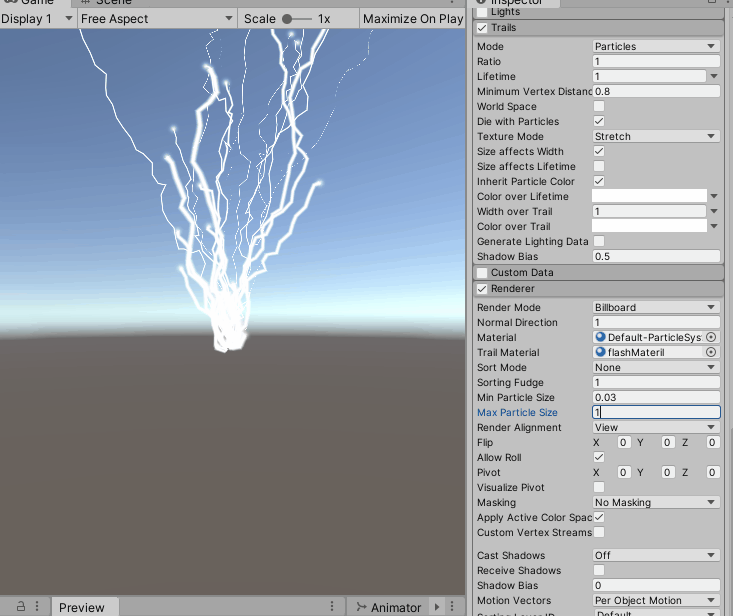 Game Scene Inspector
Display 1 Free Aspect Scale 1x Maximize On Play
Lights
Trails
Mode Particles
Ratio 1
Lifetime 1
Minimum Vertex Distanc 0.8
World Space
Die with Particles
Texture Mode Stretch
Size affects Width
Size affects Lifetime
Inherit Particle Color
Color over Lifetime
Width over Trail 1
Color over Trail
Generate Lighting Data
Shadow Bias 0.5
Custom Data
Renderer
Render Mode Billboard
Normal Direction 1
Material Default-ParticleSys
Trail Material flashMateril
Sort Mode None
Sorting Fudge 1
Min Particle Size 0.03
Max Particle Size 1
Render Alignment View
Flip X 0 Y 0 Z 0
Allow Roll
Pivot X 0 Y 0 Z 0
Visualize Pivot
Masking No Masking
Apply Active Color Spac
Custom Vertex Streams
Cast Shadows Off
Receive Shadows
Shadow Bias 0
Motion Vectors Per Object Motion
Sorting Layer ID Default
Preview Animator